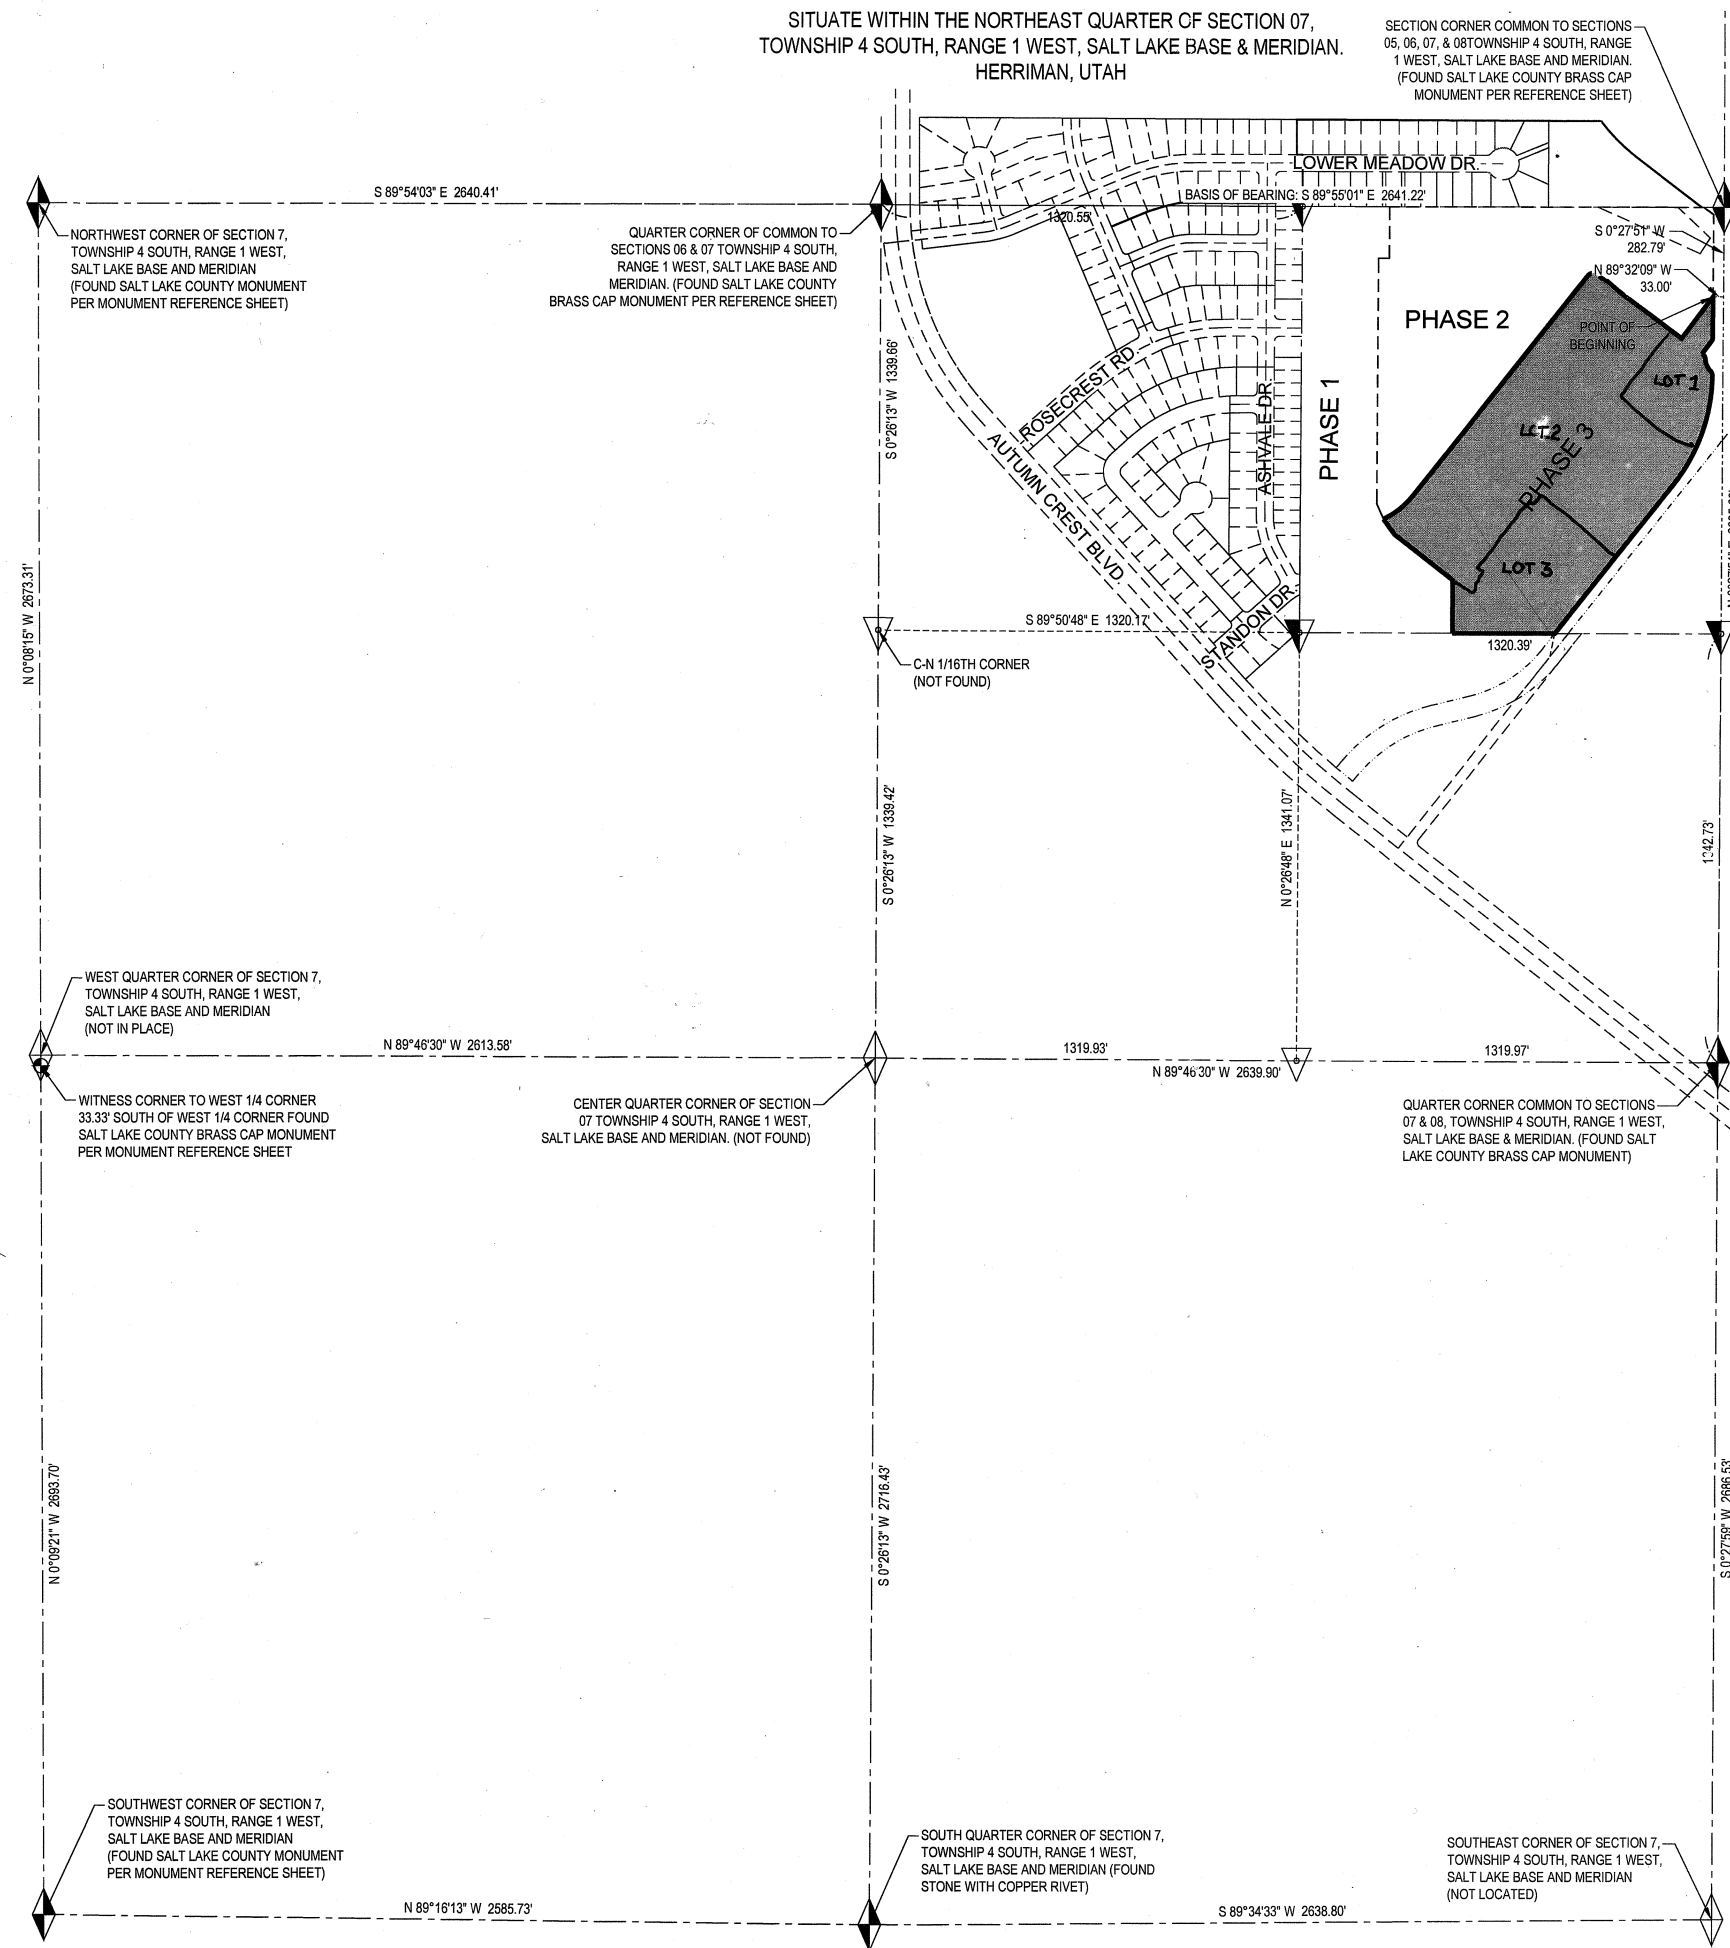 SITUATE WITHIN THE NORTHEAST QUARTER OF SECTION 07,
TOWNSHIP 4 SOUTH, RANGE 1 WEST, SALT LAKE BASE & MERIDIAN.
HERRIMAN, UTAH
SECTION CORNER COMMON TO SECTIONS
05, 06, 07, & 08TOWNSHIP 4 SOUTH, RANGE
1 WEST, SALT LAKE BASE AND MERIDIAN.
(FOUND SALT LAKE COUNTY BRASS CAP
MONUMENT PER REFERENCE SHEET)
LOWER MEADOW DR.
S 89°54'03" E 2640.41'
BASIS OF BEARING: S 89°55'01" E 2641.22'
1320.55'
NORTHWEST CORNER OF SECTION 7,
TOWNSHIP 4 SOUTH, RANGE 1 WEST,
SALT LAKE BASE AND MERIDIAN
(FOUND SALT LAKE COUNTY MONUMENT
PER MONUMENT REFERENCE SHEET)
QUARTER CORNER OF COMMON TO
SECTIONS 06 & 07 TOWNSHIP 4 SOUTH,
RANGE 1 WEST, SALT LAKE BASE AND
MERIDIAN. (FOUND SALT LAKE COUNTY
BRASS CAP MONUMENT PER REFERENCE SHEET)
S 0°27'51" W
282.79'
N 89°32'09" W
33.00'
PHASE 2
POINT OF
BEGINNING
LOT 1
LOT 2
PHASE 3
LOT 3
PHASE 1
S 0°26'13" W 1339.66'
ROSECREST RD
AUTUMN CREST BLVD.
ASHVALE DR.
STANDON DR.
N 0°08'15" W 2673.31'
S 89°50'48" E 1320.17'
1320.39'
C-N 1/16TH CORNER
(NOT FOUND)
S 0°26'13" W 1339.42'
N 0°26'48" E 1341.07'
1342.73'
WEST QUARTER CORNER OF SECTION 7,
TOWNSHIP 4 SOUTH, RANGE 1 WEST,
SALT LAKE BASE AND MERIDIAN
(NOT IN PLACE)
N 89°46'30" W 2613.58'
1319.93'
N 89°46'30" W 2639.90'
1319.97'
WITNESS CORNER TO WEST 1/4 CORNER
33.33' SOUTH OF WEST 1/4 CORNER FOUND
SALT LAKE COUNTY BRASS CAP MONUMENT
PER MONUMENT REFERENCE SHEET
CENTER QUARTER CORNER OF SECTION
07 TOWNSHIP 4 SOUTH, RANGE 1 WEST,
SALT LAKE BASE AND MERIDIAN. (NOT FOUND)
QUARTER CORNER COMMON TO SECTIONS
07 & 08, TOWNSHIP 4 SOUTH, RANGE 1 WEST,
SALT LAKE BASE & MERIDIAN. (FOUND SALT
LAKE COUNTY BRASS CAP MONUMENT)
N 0°09'21" W 2693.70'
S 0°26'13" W 2716.43'
S 0°27'59" W 2686.53'
SOUTHWEST CORNER OF SECTION 7,
TOWNSHIP 4 SOUTH, RANGE 1 WEST,
SALT LAKE BASE AND MERIDIAN
(FOUND SALT LAKE COUNTY MONUMENT
PER MONUMENT REFERENCE SHEET)
SOUTH QUARTER CORNER OF SECTION 7,
TOWNSHIP 4 SOUTH, RANGE 1 WEST,
SALT LAKE BASE AND MERIDIAN (FOUND
STONE WITH COPPER RIVET)
SOUTHEAST CORNER OF SECTION 7,
TOWNSHIP 4 SOUTH, RANGE 1 WEST,
SALT LAKE BASE AND MERIDIAN
(NOT LOCATED)
N 89°16'13" W 2585.73'
S 89°34'33" W 2638.80'